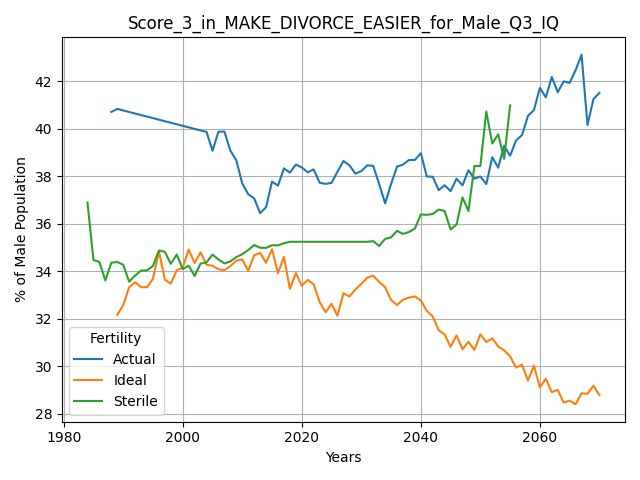 Score_3_in_MAKE_DIVORCE_EASIER_for_Male_Q3_IQ
% of Male Population
42
40
38
36
34
32
30
28
Fertility
Actual
Ideal
Sterile
1980
2000
2020
2040
2060
Years